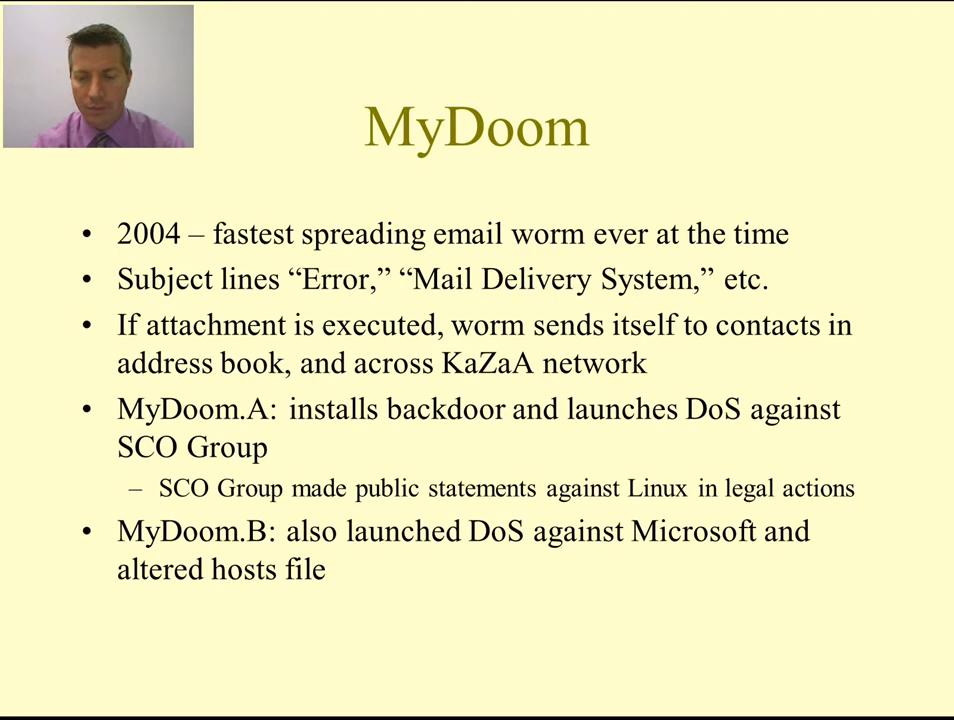 MyDoom
• 2004 – fastest spreading email worm ever at the time
• Subject lines “Error,” “Mail Delivery System,” etc.
• If attachment is executed, worm sends itself to contacts in
address book, and across KaZaA network
• MyDoom.A: installs backdoor and launches DoS against
SCO Group
– SCO Group made public statements against Linux in legal actions
• MyDoom.B: also launched DoS against Microsoft and
altered hosts file